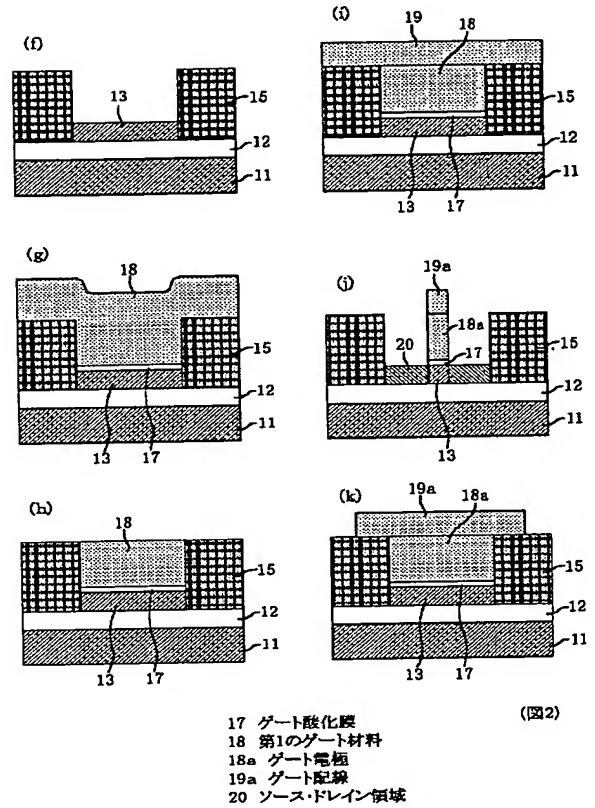 (f)
13
15
12
11
(g)
18
15
12
11
13
17
(h)
18
15
12
11
13
17
(i)
19
18
15
12
11
13
17
(j)
19a
18a
17
20
15
12
11
13
(k)
19a
18a
15
12
11
13
17
(図2)
17 ゲート酸化膜
18 第1のゲート材料
18a ゲート電極
19a ゲート配線
20 ソース・ドレイン領域